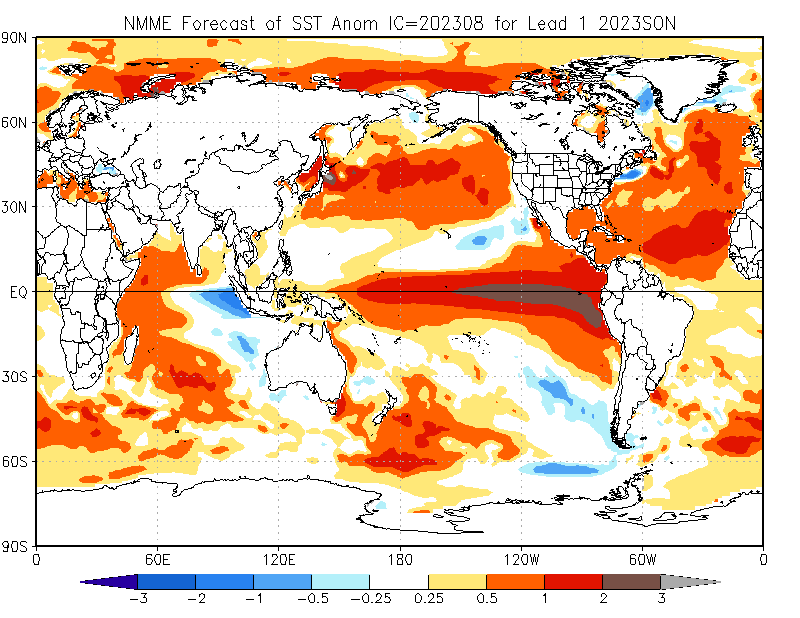 NMME Forecast of SST Anom IC=202308 for Lead 1 2023SON
90N
60N
30N
EQ
30S
60S
90S
0 60E 120E 180 120W 60W 0
-3 -2 -1 -0.5 -0.25 0.25 0.5 1 2 3